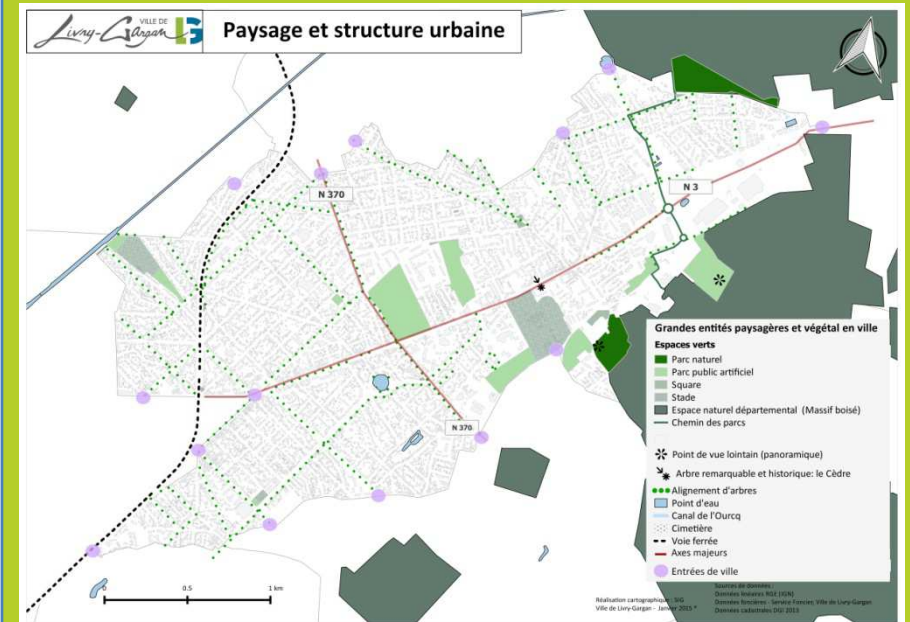 Livry-Gargan
VILLE DE
LG
Paysage et structure urbaine
N 370
N 3
N 370
Grandes entités paysagères et végétal en ville
Espaces verts
Parc naturel
Parc public artificiel
Square
Stade
Espace naturel départemental (Massif boisé)
Chemin des parcs
Point de vue lointain (panoramique)
Arbre remarquable et historique: le Cèdre
Alignement d'arbres
Point d'eau
Canal de l'Ourcq
Cimetière
Voie ferrée
Axes majeurs
Entrées de ville
0 0.5 1 km
Réalisation cartographique : SIG
Ville de Livry-Gargan - Janvier 2015 *
Sources de données :
Données linéaires RGE (IGN)
Données foncières - Service Foncier, Ville de Livry-Gargan
Données cadastrales DGI 2013